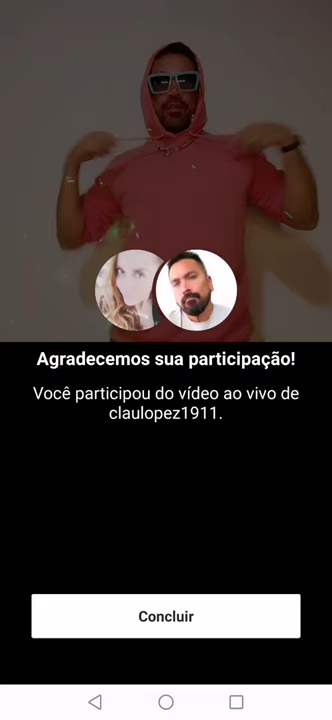 Agradecemos sua participação!
Você participou do vídeo ao vivo de
claulopez1911.
Concluir